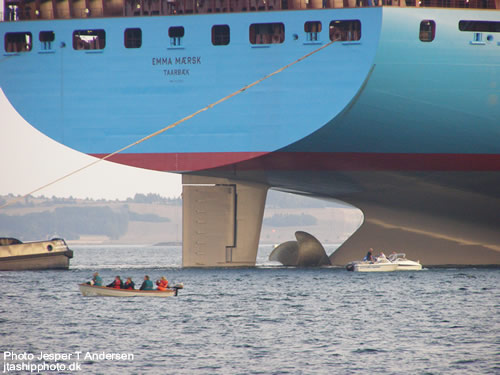 EMMA MÆRSK
TAARBÆK
Photo Jesper T Andersen
jtashipphoto.dk